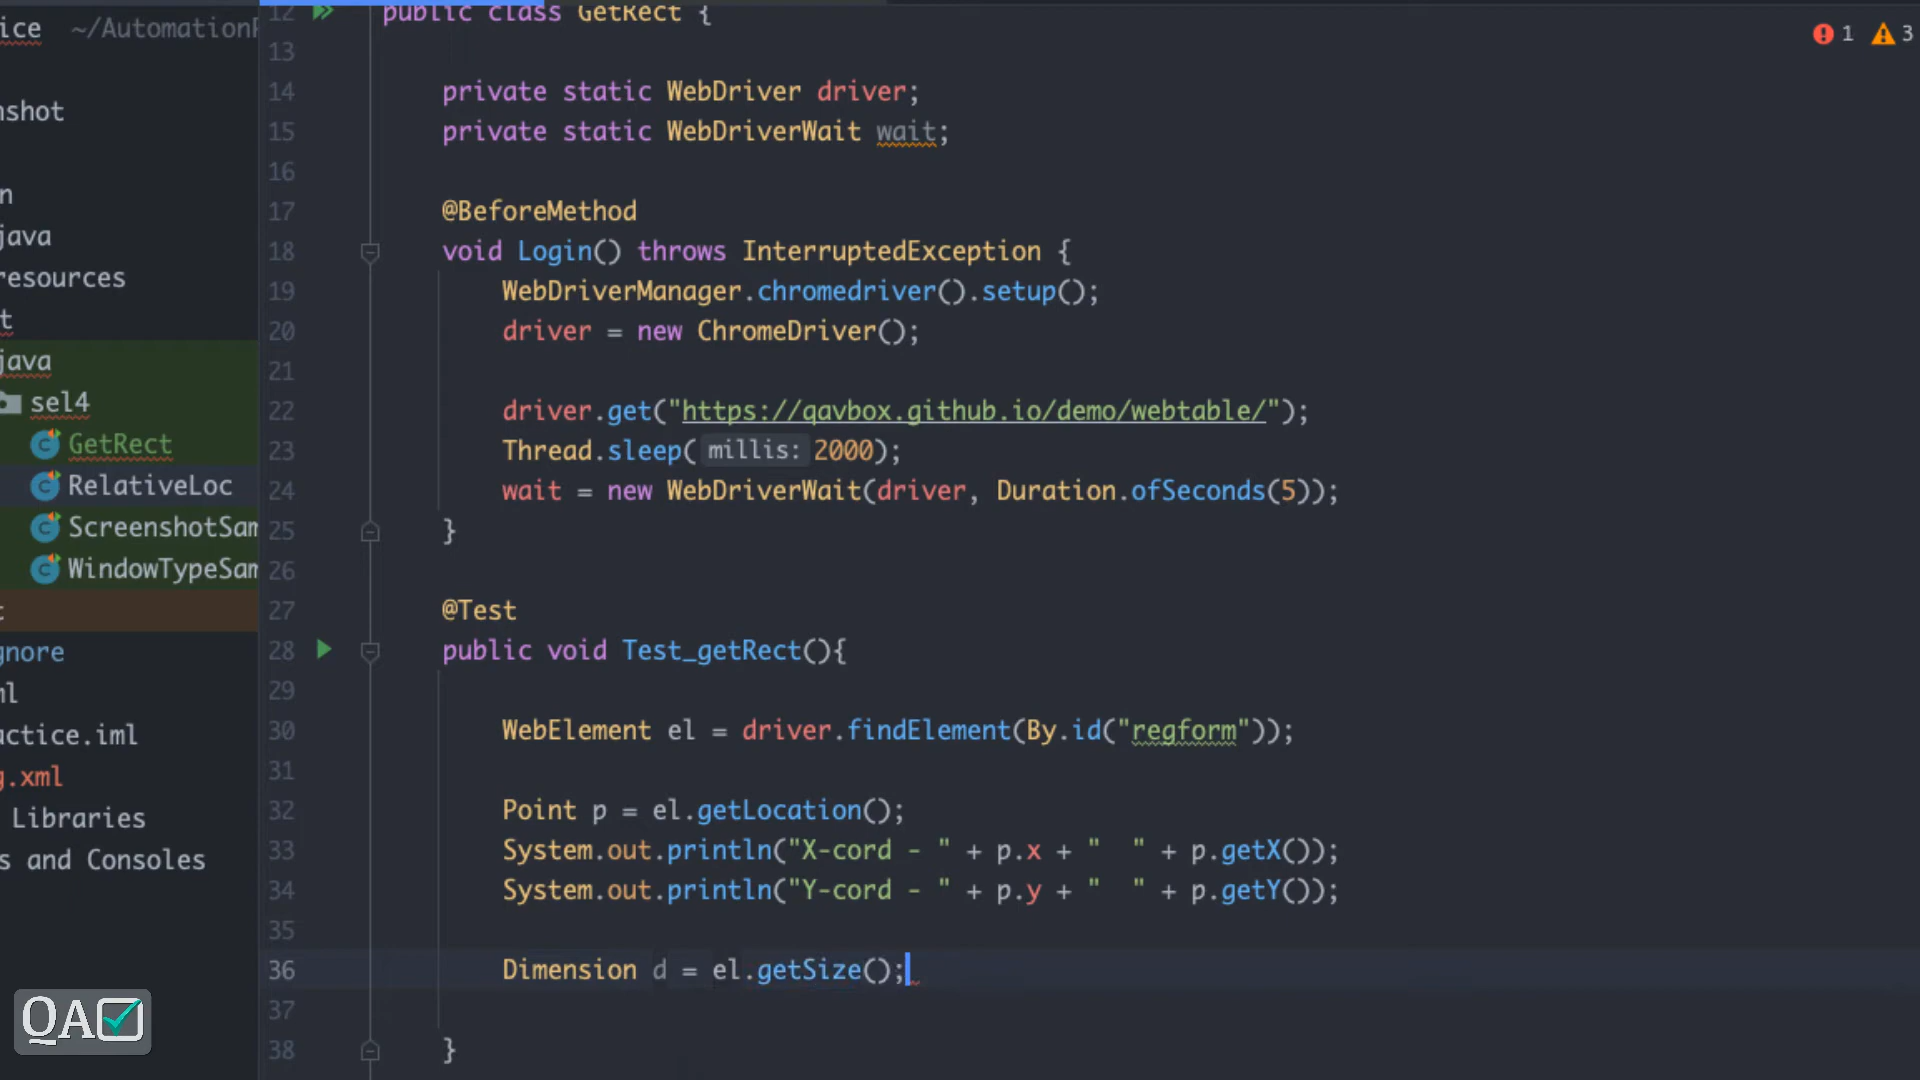 ice ~/Automation
nshot
n
java
resources
t
java
sel4
GetRect
RelativeLoc
ScreenshotSam
WindowTypeSam
t
gnore
ml
actice.iml
g.xml
Libraries
s and Consoles
12 public class GetRect {
13
14 private static WebDriver driver;
15 private static WebDriverWait wait;
16
17 @BeforeMethod
18 void Login() throws InterruptedException {
19 WebDriverManager.chromedriver().setup();
20 driver = new ChromeDriver();
21
22 driver.get("https://qavbox.github.io/demo/webtable/");
23 Thread.sleep( millis: 2000);
24 wait = new WebDriverWait(driver, Duration.ofSeconds(5));
25 }
26
27 @Test
28 public void Test_getRect(){
29
30 WebElement el = driver.findElement(By.id("regform"));
31
32 Point p = el.getLocation();
33 System.out.println("X-cord - " + p.x + "  " + p.getX());
34 System.out.println("Y-cord - " + p.y + "  " + p.getY());
35
36 Dimension d = el.getSize();
37
38 }
1 3
QA